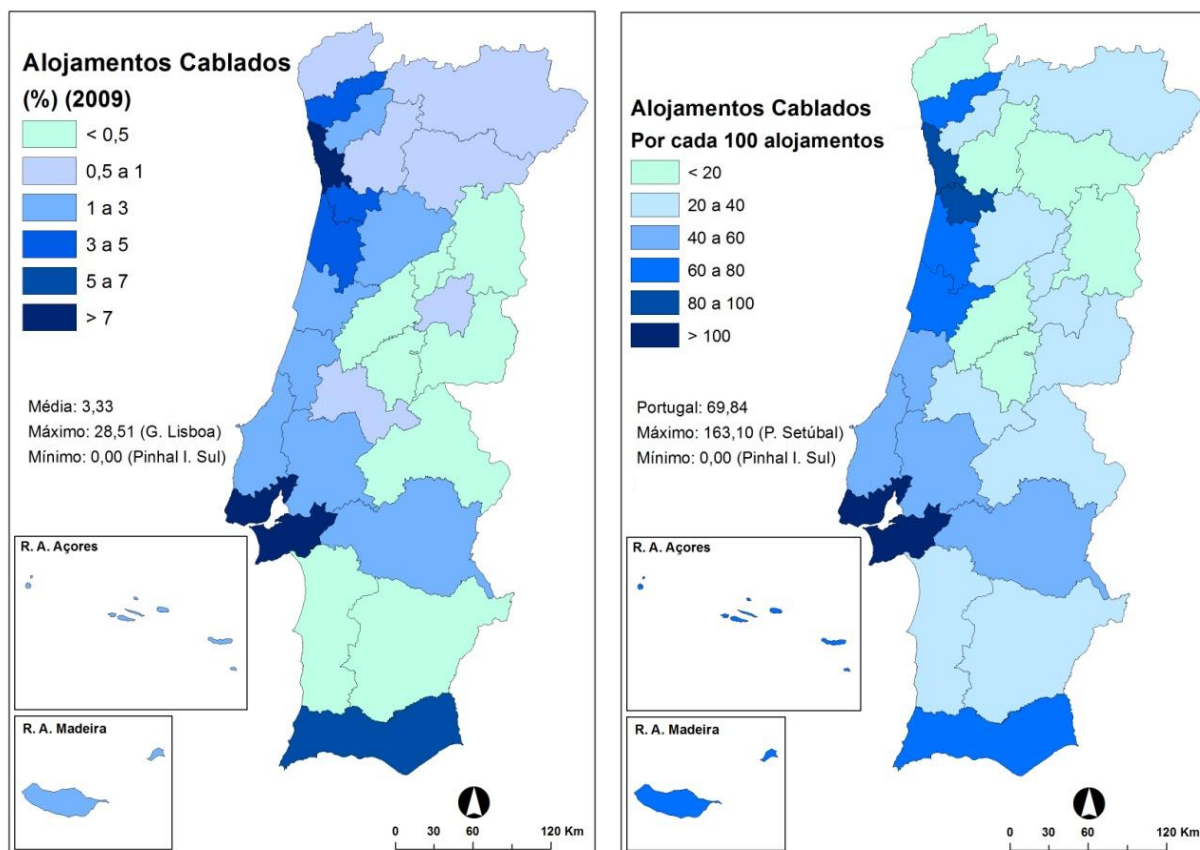 Alojamentos Cablados
(%) (2009)
< 0,5
0,5 a 1
1 a 3
3 a 5
5 a 7
> 7
Média: 3,33
Máximo: 28,51 (G. Lisboa)
Mínimo: 0,00 (Pinhal I. Sul)
R. A. Açores
R. A. Madeira
0 30 60 120 Km
Alojamentos Cablados
Por cada 100 alojamentos
< 20
20 a 40
40 a 60
60 a 80
80 a 100
> 100
Portugal: 69,84
Máximo: 163,10 (P. Setúbal)
Mínimo: 0,00 (Pinhal I. Sul)
R. A. Açores
R. A. Madeira
0 30 60 120 Km